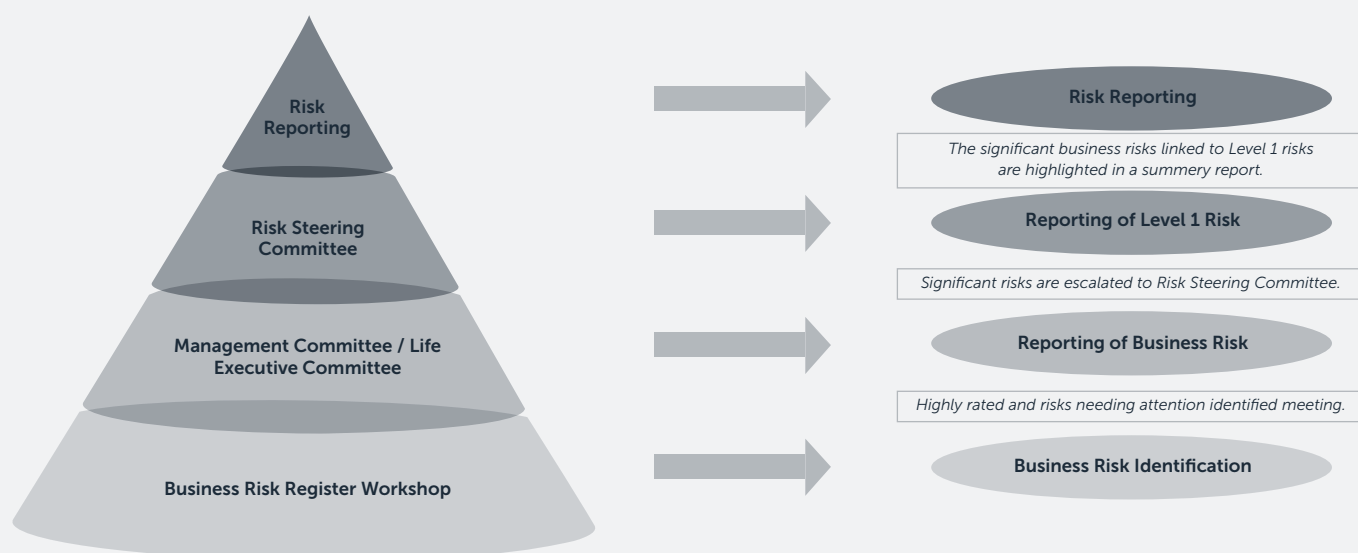 Risk
Reporting
Risk Steering
Committee
Management Committee / Life
Executive Committee
Business Risk Register Workshop
Risk Reporting
The significant business risks linked to Level 1 risks
are highlighted in a summery report.
Reporting of Level 1 Risk
Significant risks are escalated to Risk Steering Committee.
Reporting of Business Risk
Highly rated and risks needing attention identified meeting.
Business Risk Identification